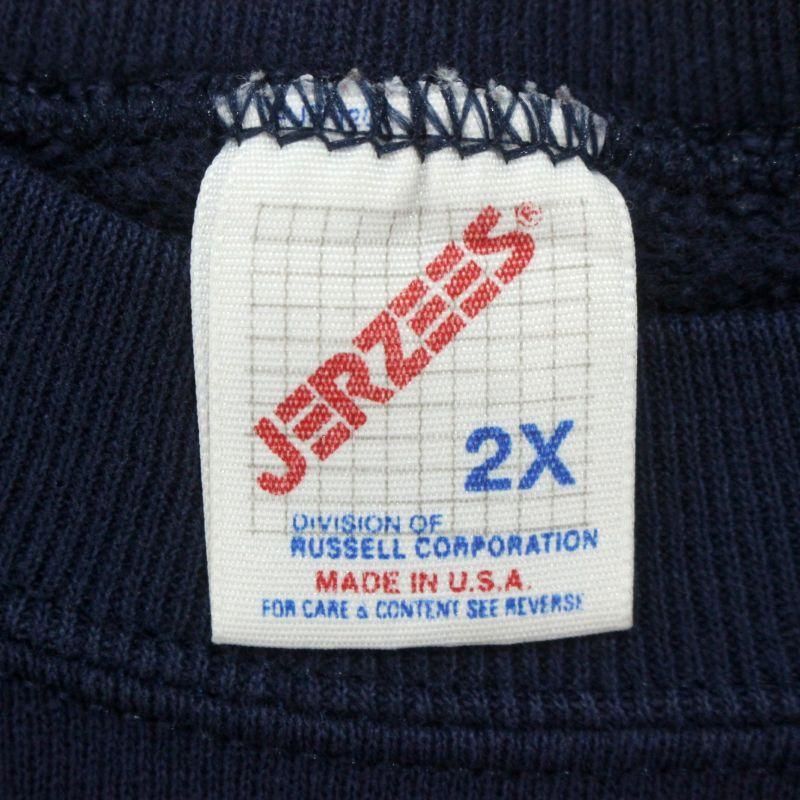 JERZEES®
2X
DIVISION OF
RUSSELL CORPORATION
MADE IN U.S.A.
FOR CARE & CONTENT SEE REVERSE